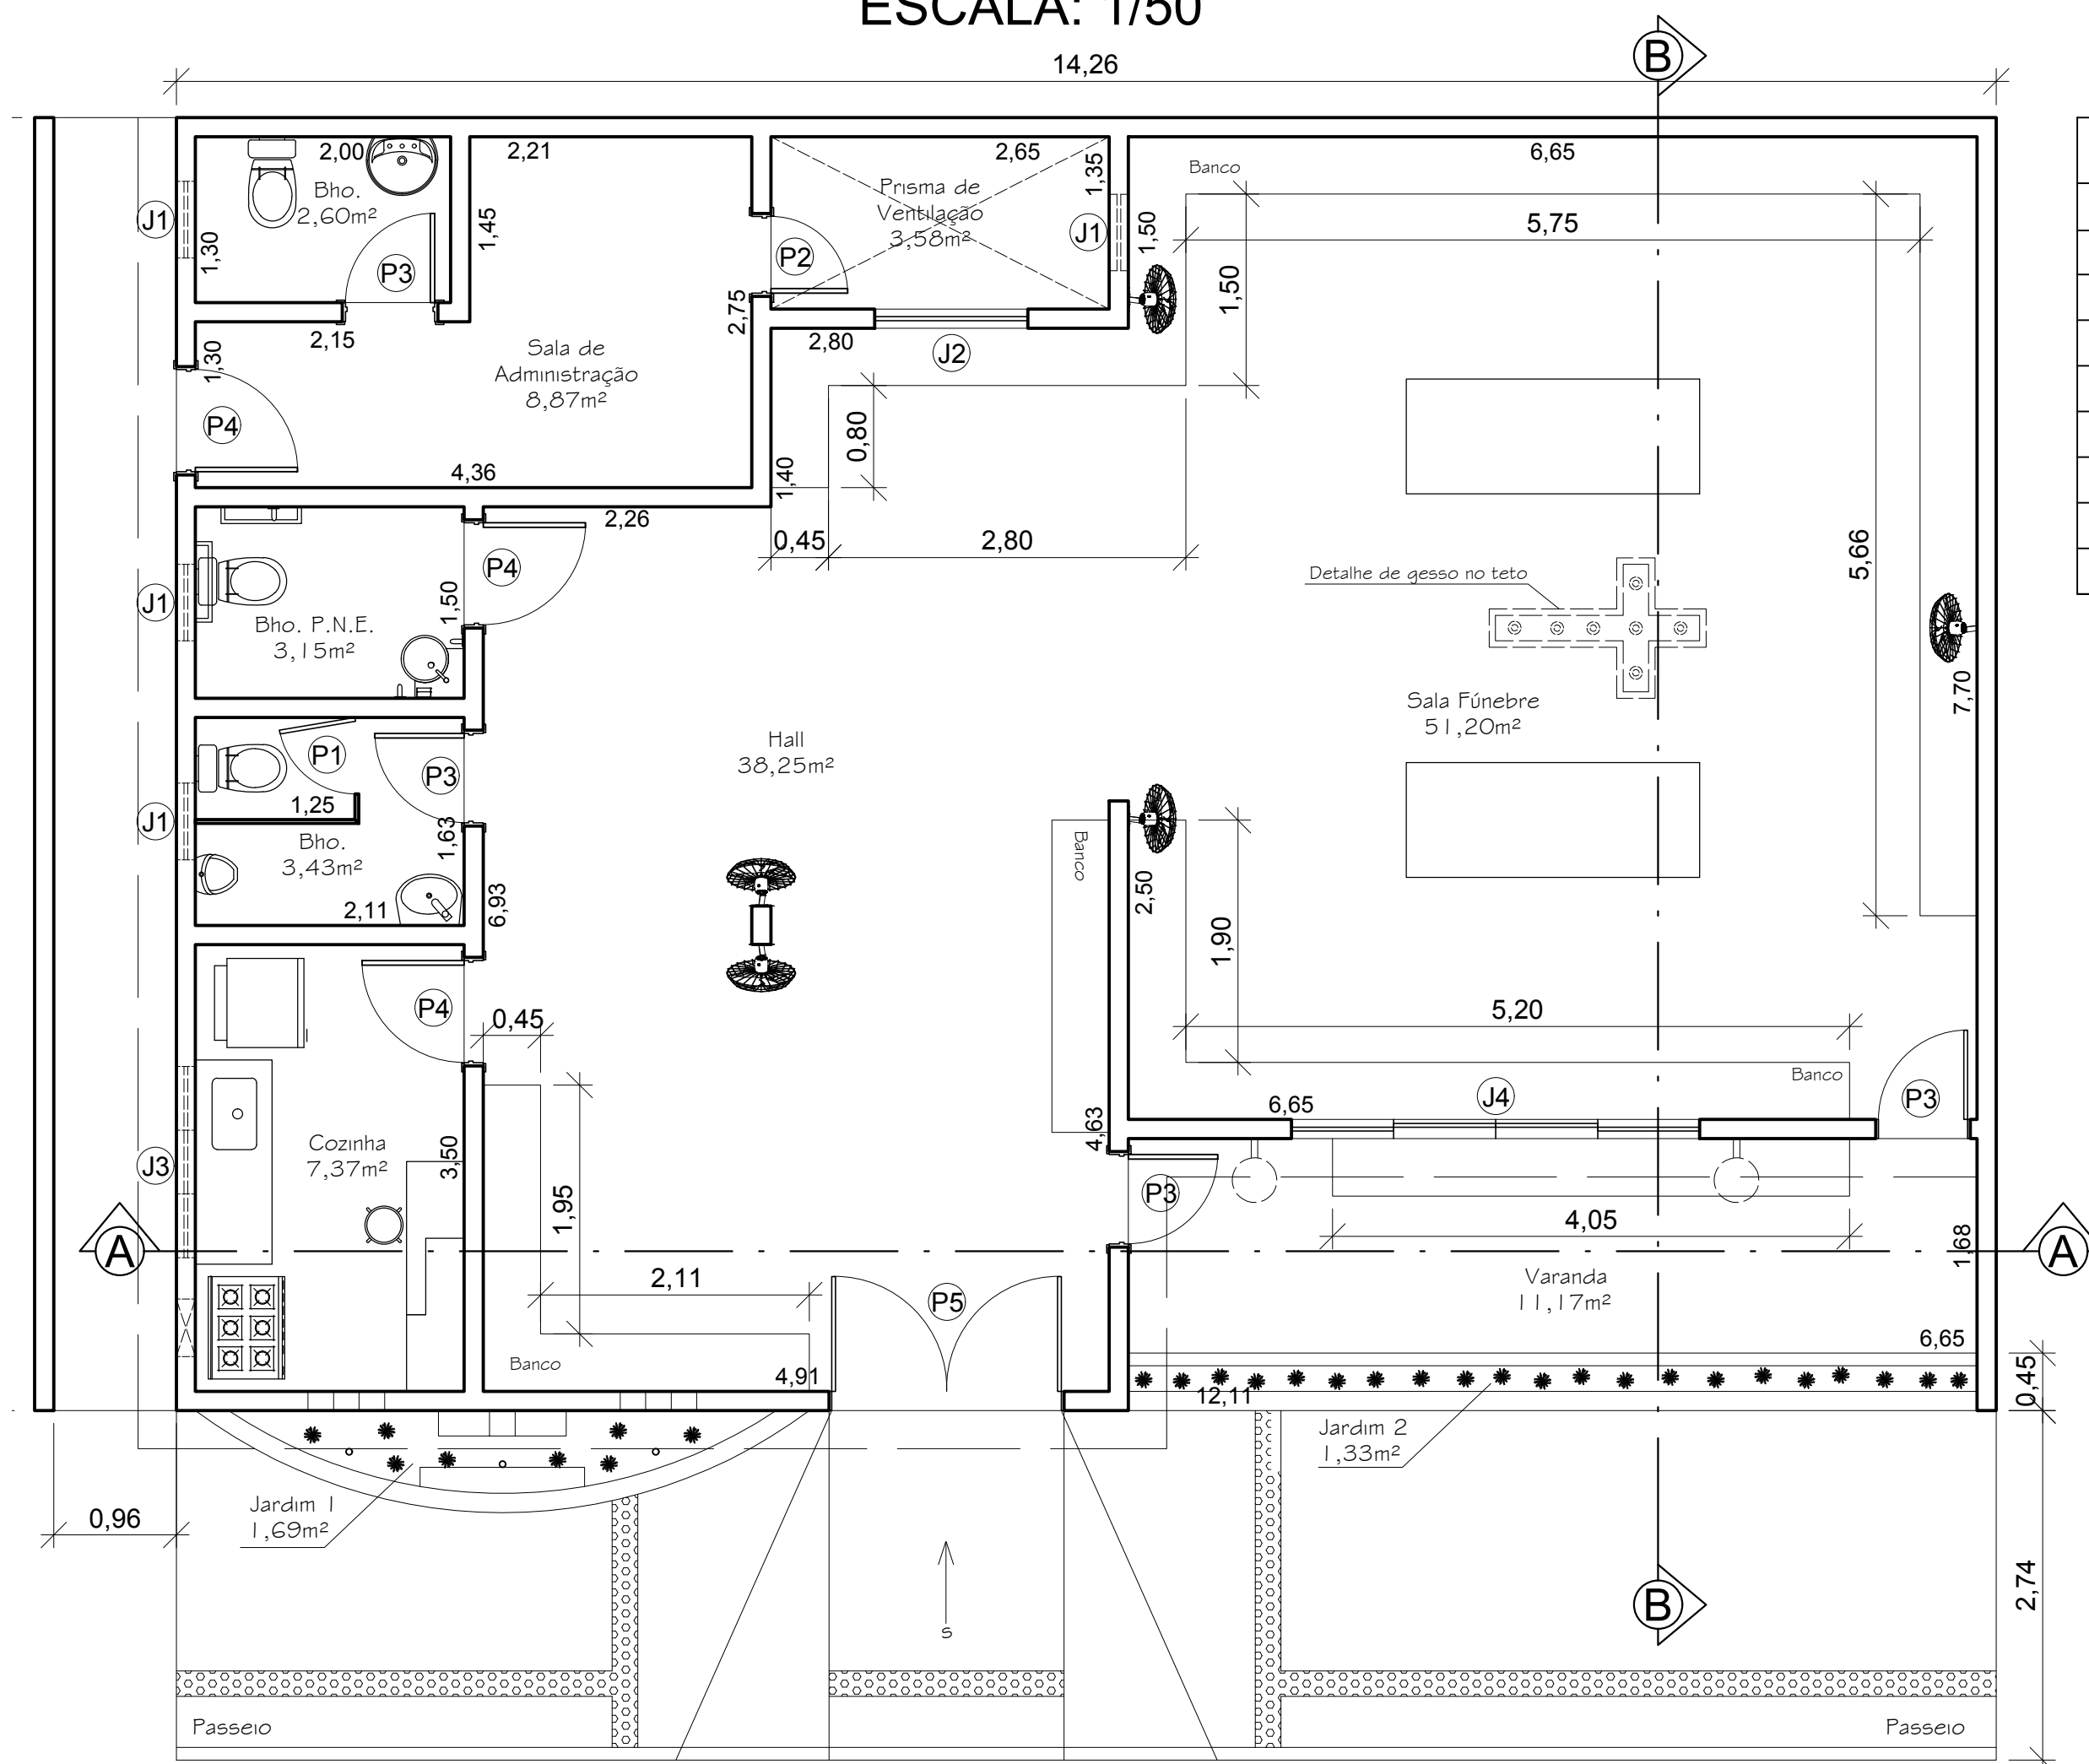 ESCALA: 1/50
14,26
B
2,00
2,21
2,65
1,35
6,65
Banco
Bho.
2,60m²
J1
1,30
P3
1,45
Prisma de
Ventilação
3,58m²
P2
J1
1,50
1,50
5,75
2,15
1,30
2,75
2,80
J2
Sala de
Administração
8,87m²
P4
4,36
1,40
0,80
2,26
0,45
2,80
P4
J1
1,50
Bho. P.N.E.
3,15m²
Detalhe de gesso no teto
5,66
7,70
Sala Fúnebre
51,20m²
Hall
38,25m²
P1
P3
1,25
J1
Bho.
3,43m²
1,63
2,11
6,93
Banco
2,50
1,90
5,20
P4
0,45
Banco
J4
6,65
P3
4,63
Cozinha
7,37m²
3,50
J3
1,95
P3
4,05
1,68
A
A
2,11
P5
Varanda
11,17m²
6,65
Banco
4,91
12,11
0,45
Jardim 2
1,33m²
Jardim 1
1,69m²
0,96
S
B
2,74
Passeio
Passeio